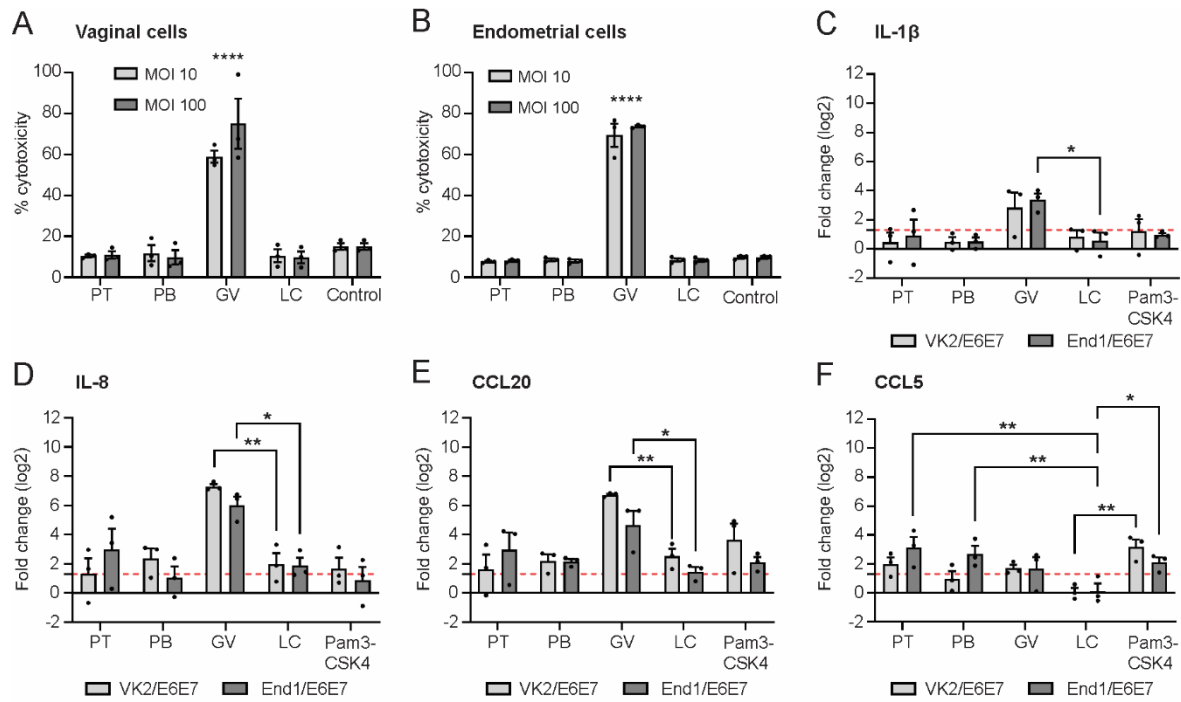 A Vaginal cells
****
MOI 10
MOI 100
% cytotoxicity
100
80
60
40
20
0
PT PB GV LC Control
B Endometrial cells
****
MOI 10
MOI 100
% cytotoxicity
100
80
60
40
20
0
PT PB GV LC Control
C IL-1β
*
Fold change (log2)
12
10
8
6
4
2
0
-2
PT PB GV LC Pam3-
CSK4
VK2/E6E7 End1/E6E7
D IL-8
*
**
Fold change (log2)
12
10
8
6
4
2
0
-2
PT PB GV LC Pam3-
CSK4
VK2/E6E7 End1/E6E7
E CCL20
*
**
Fold change (log2)
12
10
8
6
4
2
0
-2
PT PB GV LC Pam3-
CSK4
VK2/E6E7 End1/E6E7
F CCL5
*
**
**
**
Fold change (log2)
12
10
8
6
4
2
0
-2
PT PB GV LC Pam3-
CSK4
VK2/E6E7 End1/E6E7